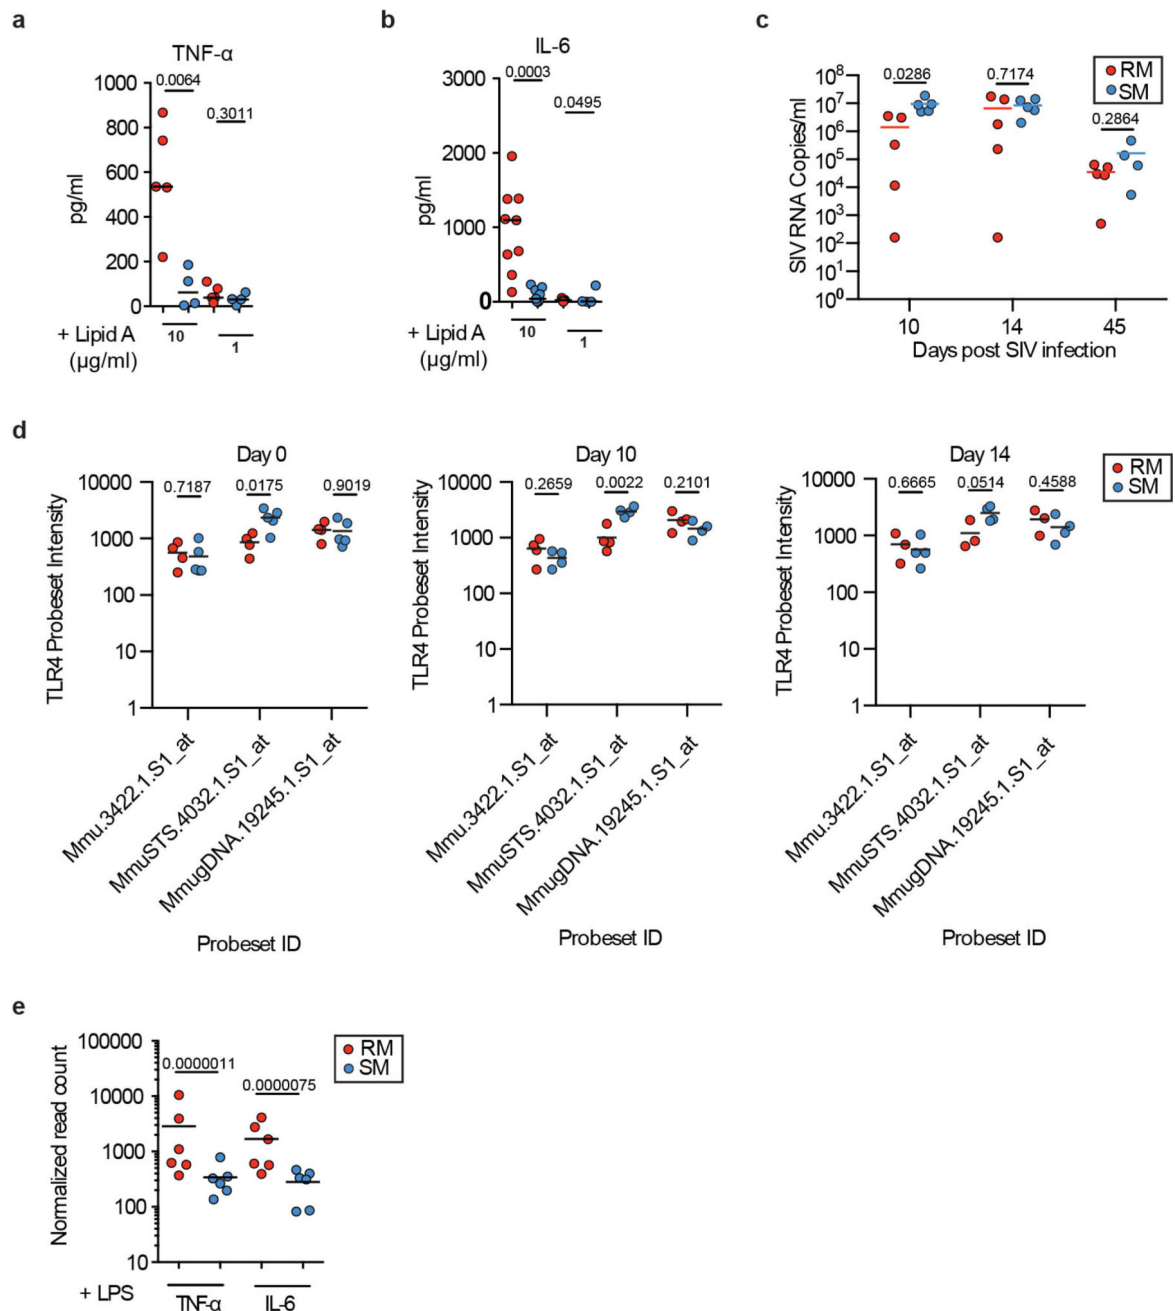 a
TNF-α
0.0064
0.3011
1000
800
600
400
200
0
pg/ml
+ Lipid A
(µg/ml)
10
1
b
IL-6
0.0003
0.0495
3000
2000
1000
0
pg/ml
+ Lipid A
(µg/ml)
10
1
c
RM
SM
0.0286
0.7174
0.2864
10⁸
10⁷
10⁶
10⁵
10⁴
10³
10²
10¹
10⁰
SIV RNA Copies/ml
10
14
45
Days post SIV infection
d
Day 0
0.7187
0.0175
0.9019
10000
1000
100
10
1
TLR4 Probeset Intensity
Mmu.3422.1.S1_at
MmuSTS.4032.1.S1_at
MmugDNA.19245.1.S1_at
Probeset ID
Day 10
0.2659
0.0022
0.2101
10000
1000
100
10
1
TLR4 Probeset Intensity
Mmu.3422.1.S1_at
MmuSTS.4032.1.S1_at
MmugDNA.19245.1.S1_at
Probeset ID
Day 14
0.6665
0.0514
0.4588
10000
1000
100
10
1
TLR4 Probeset Intensity
Mmu.3422.1.S1_at
MmuSTS.4032.1.S1_at
MmugDNA.19245.1.S1_at
Probeset ID
RM
SM
e
RM
SM
0.0000011
0.0000075
100000
10000
1000
100
10
Normalized read count
+ LPS
TNF-α
IL-6